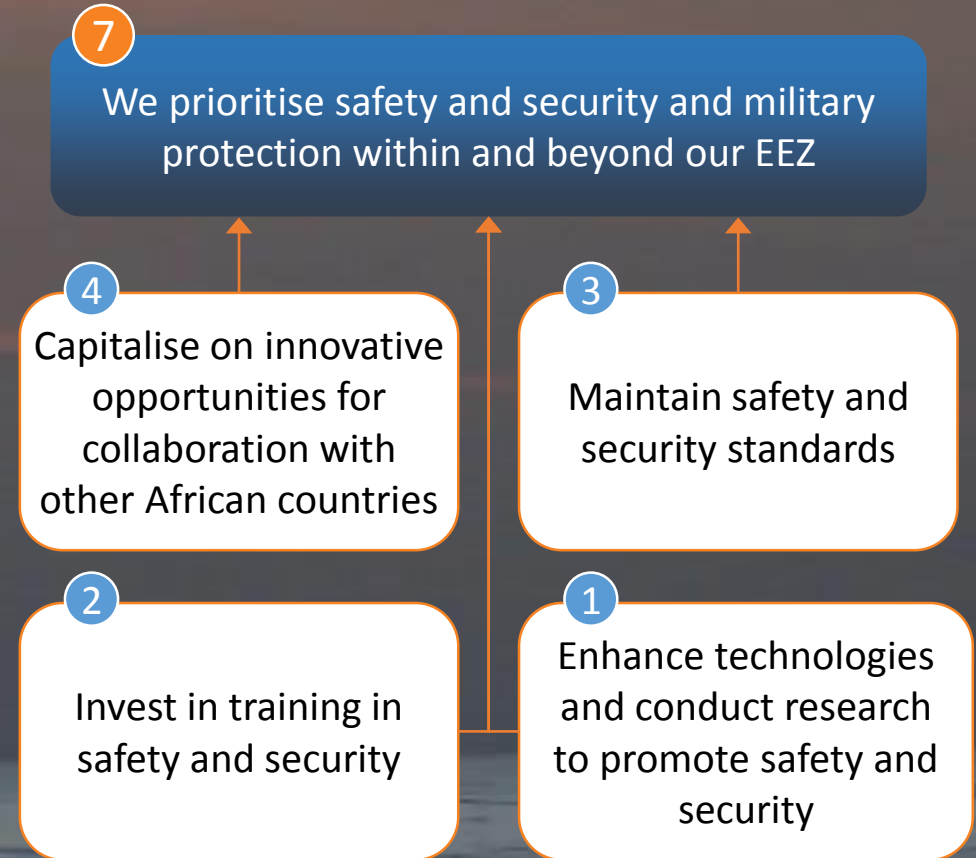 7
We prioritise safety and security and military
protection within and beyond our EEZ
4
Capitalise on innovative
opportunities for
collaboration with
other African countries
3
Maintain safety and
security standards
2
Invest in training in
safety and security
1
Enhance technologies
and conduct research
to promote safety and
security